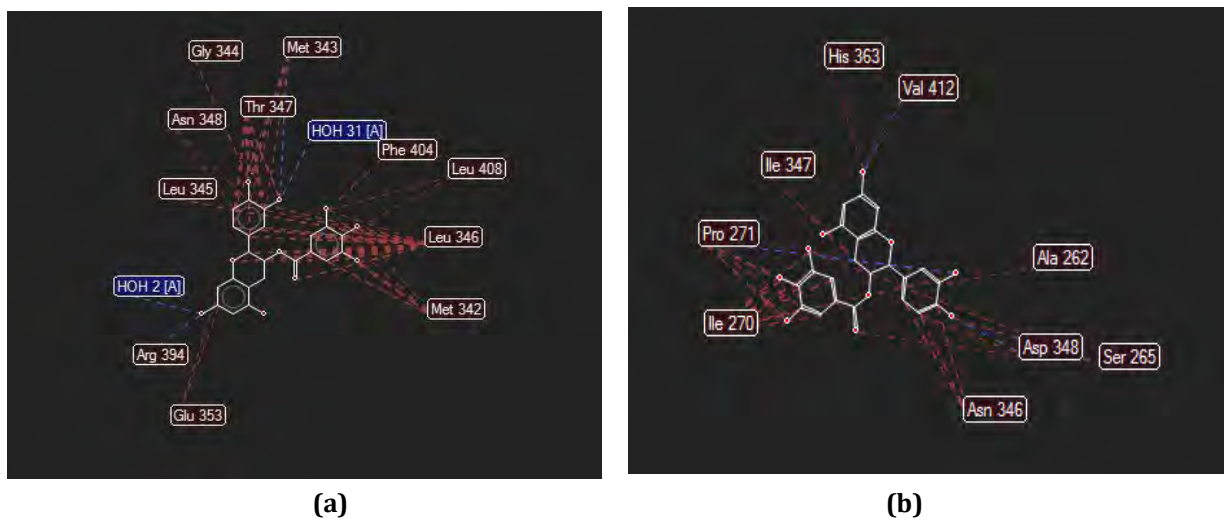 Gly 344
Met 343
Thr 347
Asn 348
HOH 31 [A]
Phe 404
Leu 408
Leu 345
Leu 346
HOH 2 [A]
Met 342
Arg 394
Glu 353
(a)
His 363
Val 412
Ile 347
Pro 271
Ala 262
Ile 270
Asp 348
Ser 265
Asn 346
(b)